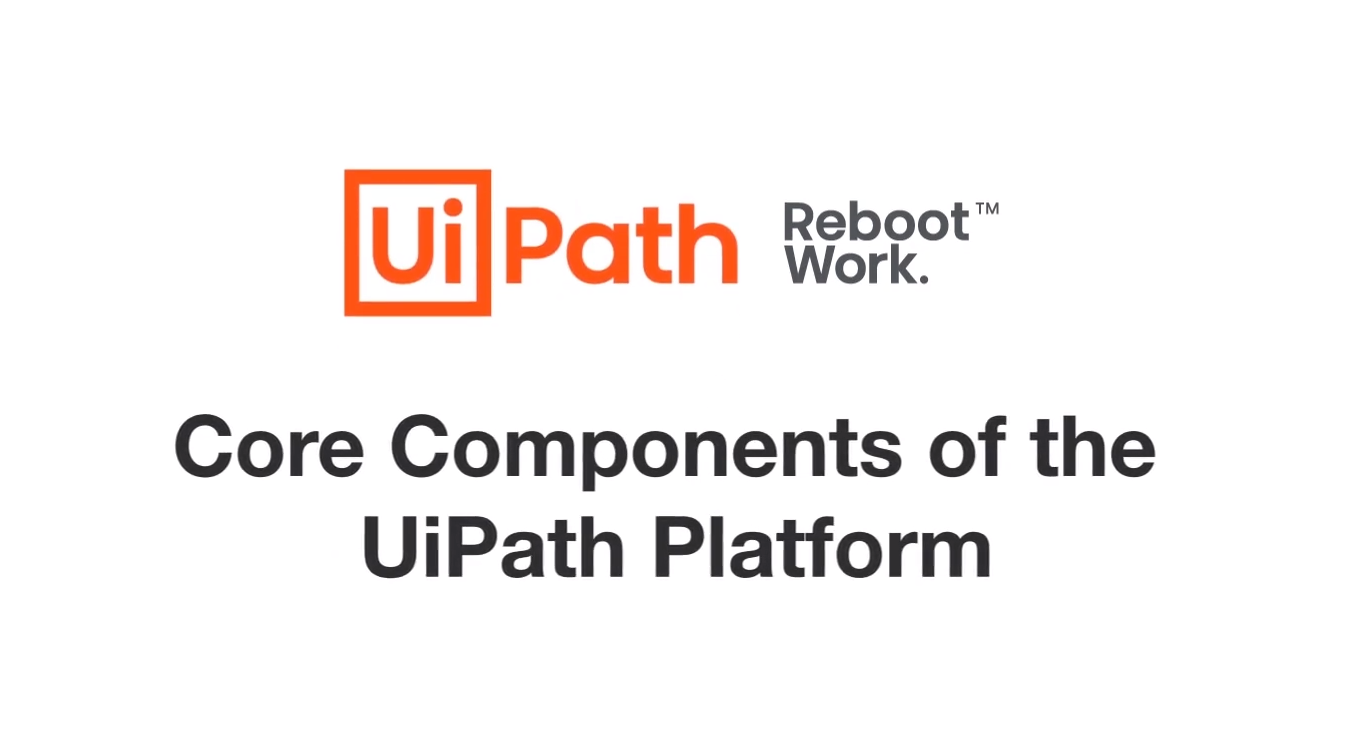 UiPath
Reboot™
Work.
Core Components of the
UiPath Platform